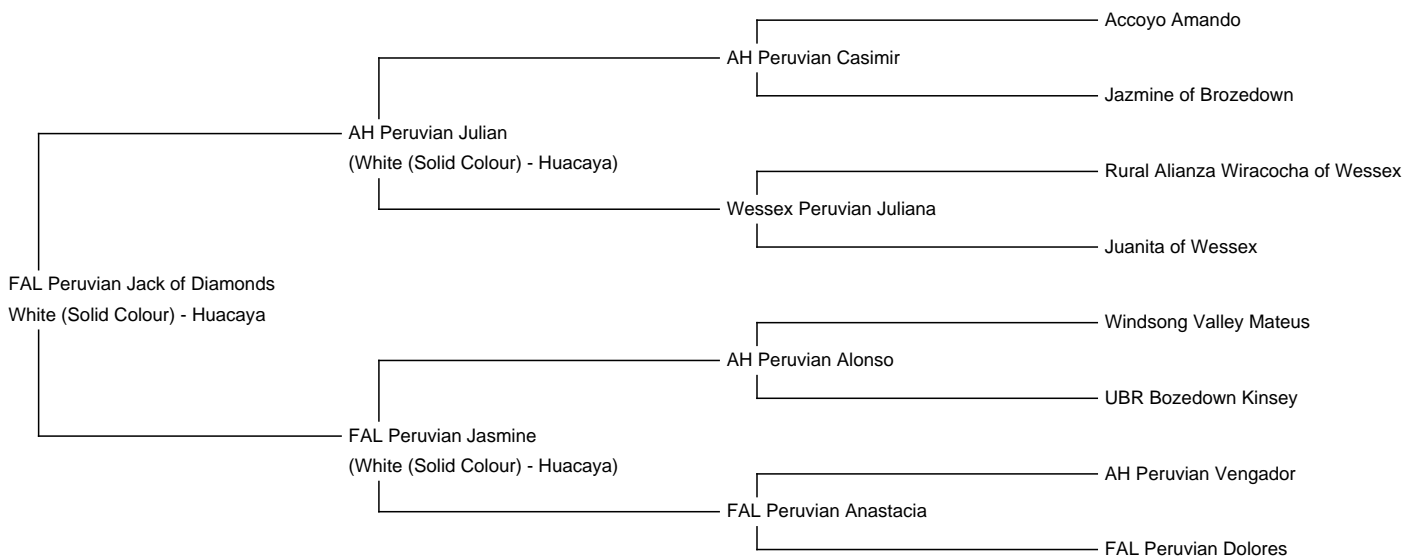 Accoyo Amando
AH Peruvian Casimir
Jazmine of Brozedown
AH Peruvian Julian
(White (Solid Colour) - Huacaya)
Rural Alianza Wiracocha of Wessex
Wessex Peruvian Juliana
Juanita of Wessex
FAL Peruvian Jack of Diamonds
White (Solid Colour) - Huacaya
Windsong Valley Mateus
AH Peruvian Alonso
UBR Bozedown Kinsey
FAL Peruvian Jasmine
(White (Solid Colour) - Huacaya)
AH Peruvian Vengador
FAL Peruvian Anastacia
FAL Peruvian Dolores